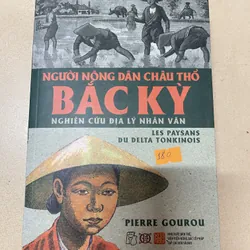 NGƯỜI NÔNG DÂN CHÂU THỔ
BẮC KỲ
NGHIÊN CỨU ĐỊA LÝ NHÂN VĂN
LES PAYSANS
DU DELTA TONKINOIS
180
PIERRE GOUROU